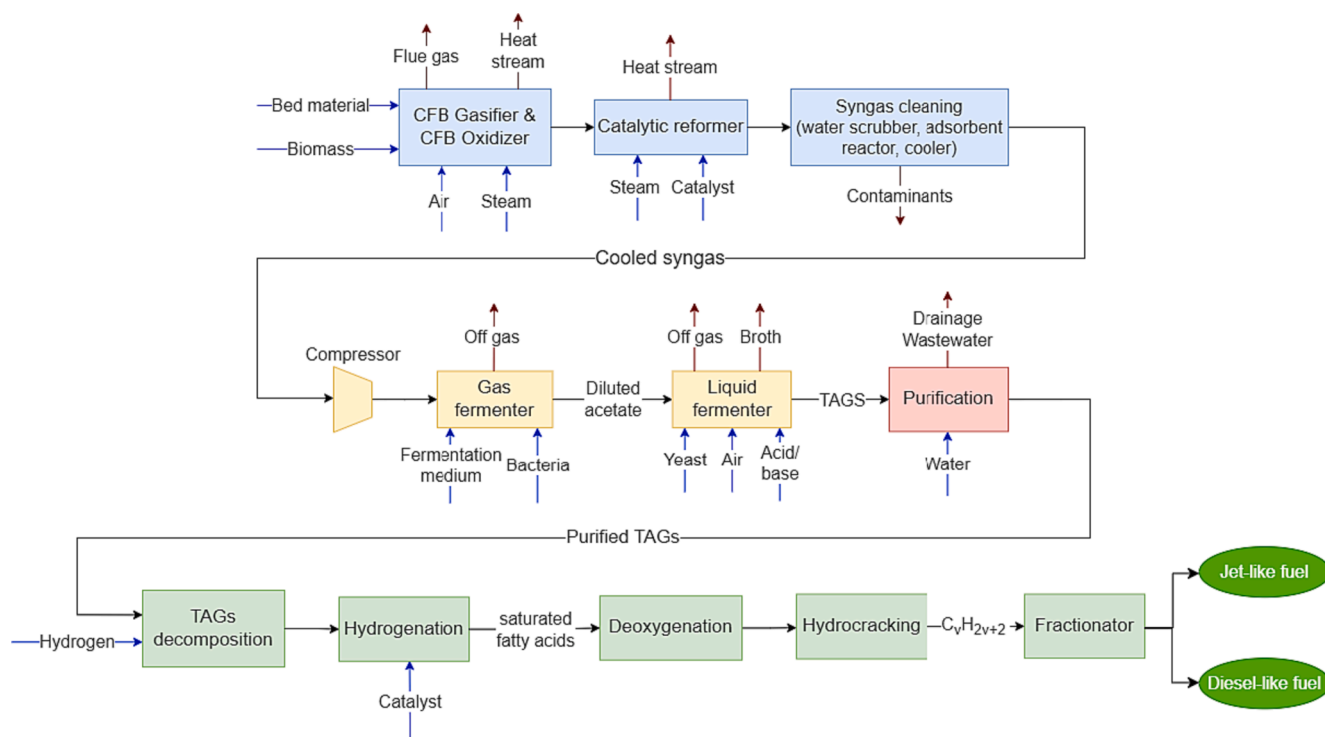 Flue gas
Heat
stream
Heat stream
Bed material
Biomass
CFB Gasifier &
CFB Oxidizer
Catalytic reformer
Syngas cleaning
(water scrubber, adsorbent
reactor, cooler)
Air
Steam
Steam
Catalyst
Contaminants
Cooled syngas
Compressor
Off gas
Off gas
Broth
Drainage
Wastewater
Gas
fermenter
Diluted
acetate
Liquid
fermenter
TAGS
Purification
Fermentation
medium
Bacteria
Yeast
Air
Acid/
base
Water
Purified TAGs
Hydrogen
TAGs
decomposition
Hydrogenation
saturated
fatty acids
Deoxygenation
Hydrocracking
CvH2v+2
Fractionator
Jet-like fuel
Diesel-like fuel
Catalyst